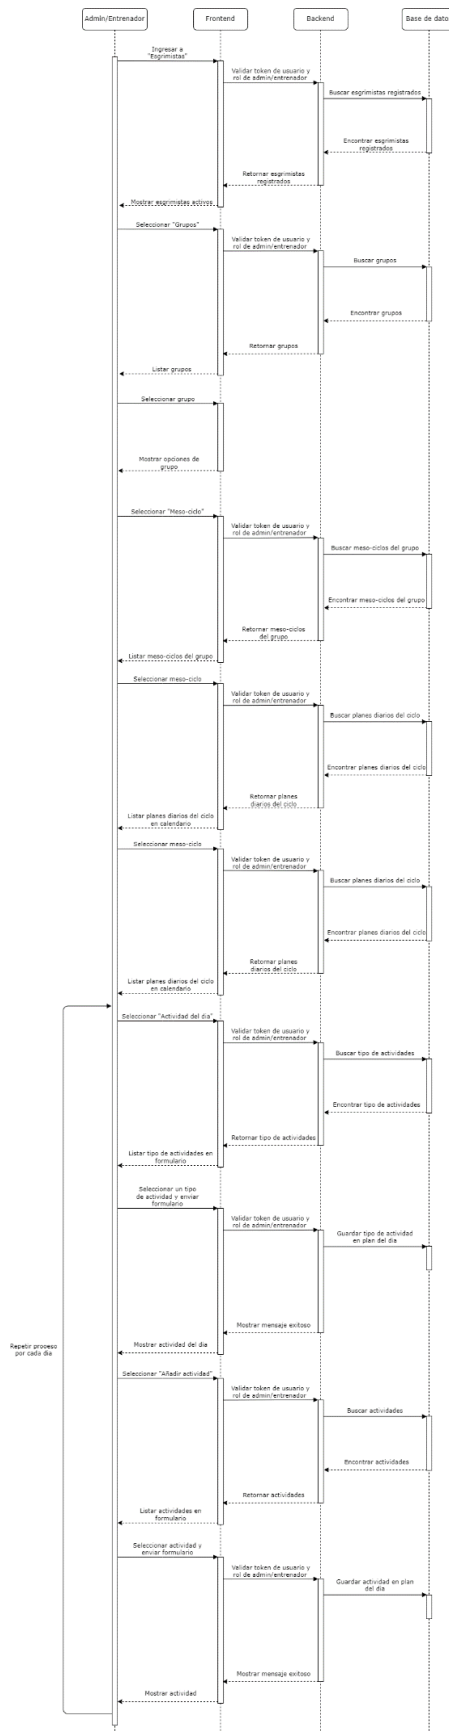 Admin/Entrenador
Frontend
Backend
Base de datos
Ingresar a
"Esgrimistas"
Validar token de usuario y
rol de admin/entrenador
Buscar esgrimistas registrados
Encontrar esgrimistas
registrados
Retornar esgrimistas
registrados
Mostrar esgrimistas activos
Seleccionar "Grupos"
Validar token de usuario y
rol de admin/entrenador
Buscar grupos
Encontrar grupos
Retornar grupos
Listar grupos
Seleccionar grupo
Mostrar opciones de
grupo
Seleccionar "Meso-ciclo"
Validar token de usuario y
rol de admin/entrenador
Buscar meso-ciclos del grupo
Encontrar meso-ciclos del grupo
Retornar meso-ciclos
del grupo
Listar meso-ciclos del grupo
Seleccionar meso-ciclo
Validar token de usuario y
rol de admin/entrenador
Buscar planes diarios del ciclo
Encontrar planes diarios del ciclo
Retornar planes
diarios del ciclo
Listar planes diarios del ciclo
en calendario
Seleccionar meso-ciclo
Validar token de usuario y
rol de admin/entrenador
Buscar planes diarios del ciclo
Encontrar planes diarios del ciclo
Retornar planes
diarios del ciclo
Listar planes diarios del ciclo
en calendario
Seleccionar "Actividad del dia"
Validar token de usuario y
rol de admin/entrenador
Buscar tipo de actividades
Encontrar tipo de actividades
Retornar tipo de actividades
Listar tipo de actividades en
formulario
Seleccionar un tipo
de actividad y enviar
formulario
Validar token de usuario y
rol de admin/entrenador
Guardar tipo de actividad
en plan del dia
Mostrar mensaje exitoso
Mostrar actividad del dia
Repetir proceso
por cada dia
Seleccionar "Añadir actividad"
Validar token de usuario y
rol de admin/entrenador
Buscar actividades
Encontrar actividades
Retornar actividades
Listar actividades en
formulario
Seleccionar actividad y
enviar formulario
Validar token de usuario y
rol de admin/entrenador
Guardar actividad en plan
del dia
Mostrar mensaje exitoso
Mostrar actividad